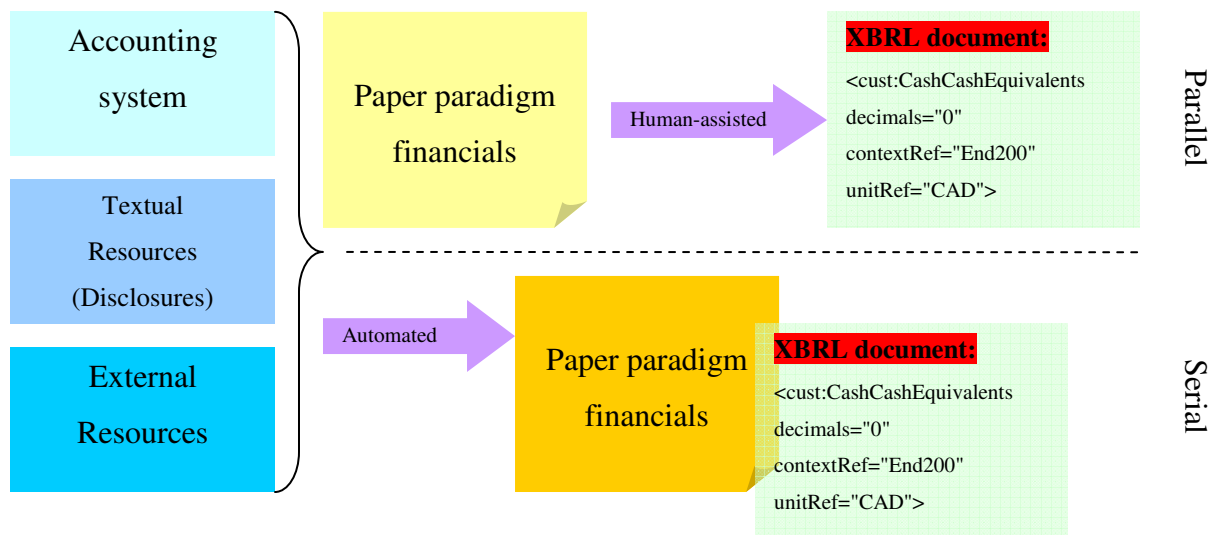 Accounting
system
Textual
Resources
(Disclosures)
External
Resources
Paper paradigm
financials
Human-assisted
XBRL document:
<cust:CashCashEquivalents
decimals="0"
contextRef="End200"
unitRef="CAD">
Parallel
Automated
Paper paradigm
financials
XBRL document:
<cust:CashCashEquivalents
decimals="0"
contextRef="End200"
unitRef="CAD">
Serial